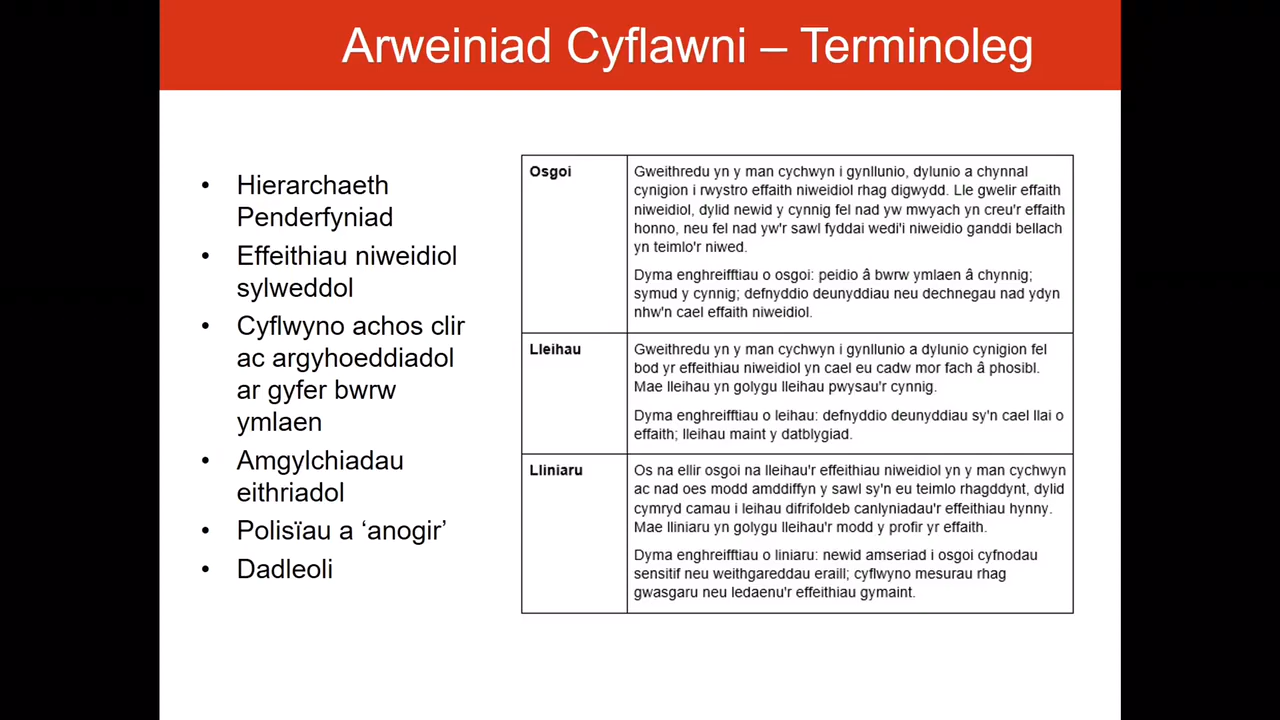 Arweiniad Cyflawni – Terminoleg
• Hierarchaeth
Penderfyniad
• Effeithiau niweidiol
sylweddol
• Cyflwyno achos clir
ac argyhoeddiadol
ar gyfer bwrw
ymlaen
• Amgylchiadau
eithriadol
• Polisïau a ‘anogir’
• Dadleoli
Osgoi
Gweithredu yn y man cychwyn i gynllunio, dylunio a chynnal
cynigion i rwystro effaith niweidiol rhag digwydd. Lle gwelir effaith
niweidiol, dylid newid y cynnig fel nad yw mwyach yn creu'r effaith
honno, neu fel nad yw'r sawl fyddai wedi'i niweidio ganddi bellach
yn teimlo'r niwed.
Dyma enghreifftiau o osgoi: peidio â bwrw ymlaen â chynnig;
symud y cynnig; defnyddio deunyddiau neu dechnegau nad ydyn
nhw'n cael effaith niweidiol.
Lleihau
Gweithredu yn y man cychwyn i gynllunio a dylunio cynigion fel
bod yr effeithiau niweidiol yn cael eu cadw mor fach â phosibl.
Mae lleihau yn golygu lleihau pwysau'r cynnig.
Dyma enghreifftiau o leihau: defnyddio deunyddiau sy'n cael llai o
effaith; lleihau maint y datblygiad.
Lliniaru
Os na ellir osgoi na lleihau'r effeithiau niweidiol yn y man cychwyn
ac nad oes modd amddiffyn y sawl sy'n eu teimlo rhagddynt, dylid
cymryd camau i leihau difrifoldeb canlyniadau'r effeithiau hynny.
Mae lliniaru yn golygu lleihau'r modd y profir yr effaith.
Dyma enghreifftiau o liniaru: newid amseriad i osgoi cyfnodau
sensitif neu weithgareddau eraill; cyflwyno mesurau rhag
gwasgaru neu ledaenu'r effeithiau gymaint.